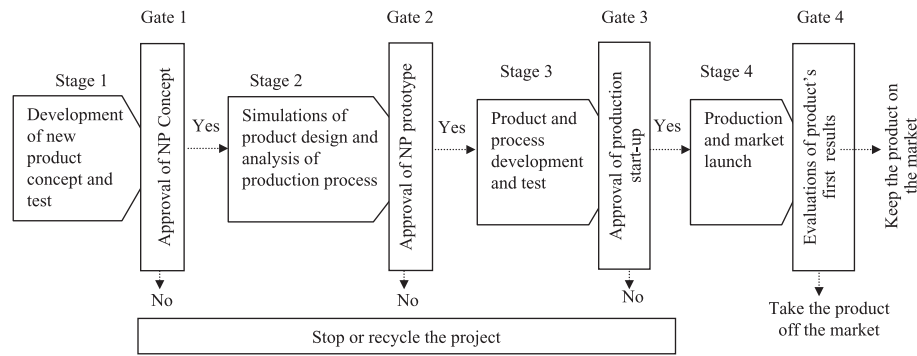 Gate 1
Gate 2
Gate 3
Gate 4
Stage 1
Stage 2
Stage 3
Stage 4
Development
of new
product
concept and
test
Approval of NP Concept
Yes
Simulations of
product design and
analysis of
production process
Approval of NP prototype
Yes
Product and
process
development
and test
Approval of production
start-up
Yes
Production
and market
launch
Evaluations of product's
first results
Keep the product on
the market
No
No
No
Take the product
off the market
Stop or recycle the project